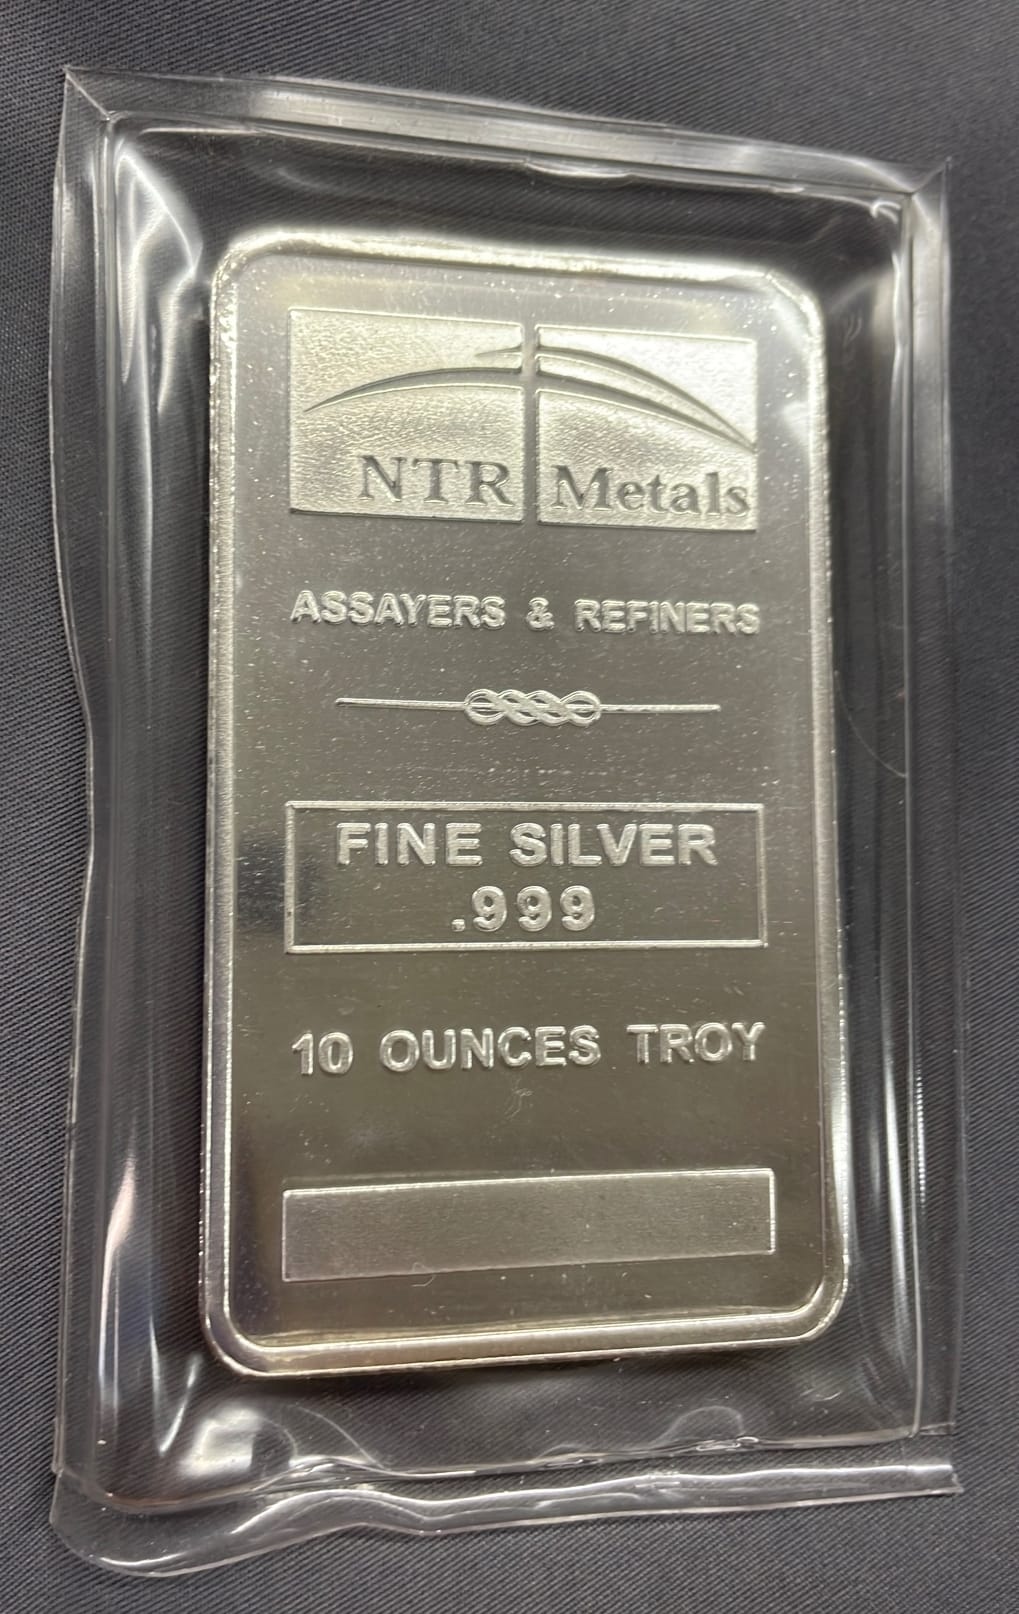 NTR Metals
ASSAYERS & REFINERS
FINE SILVER
.999
10 OUNCES TROY